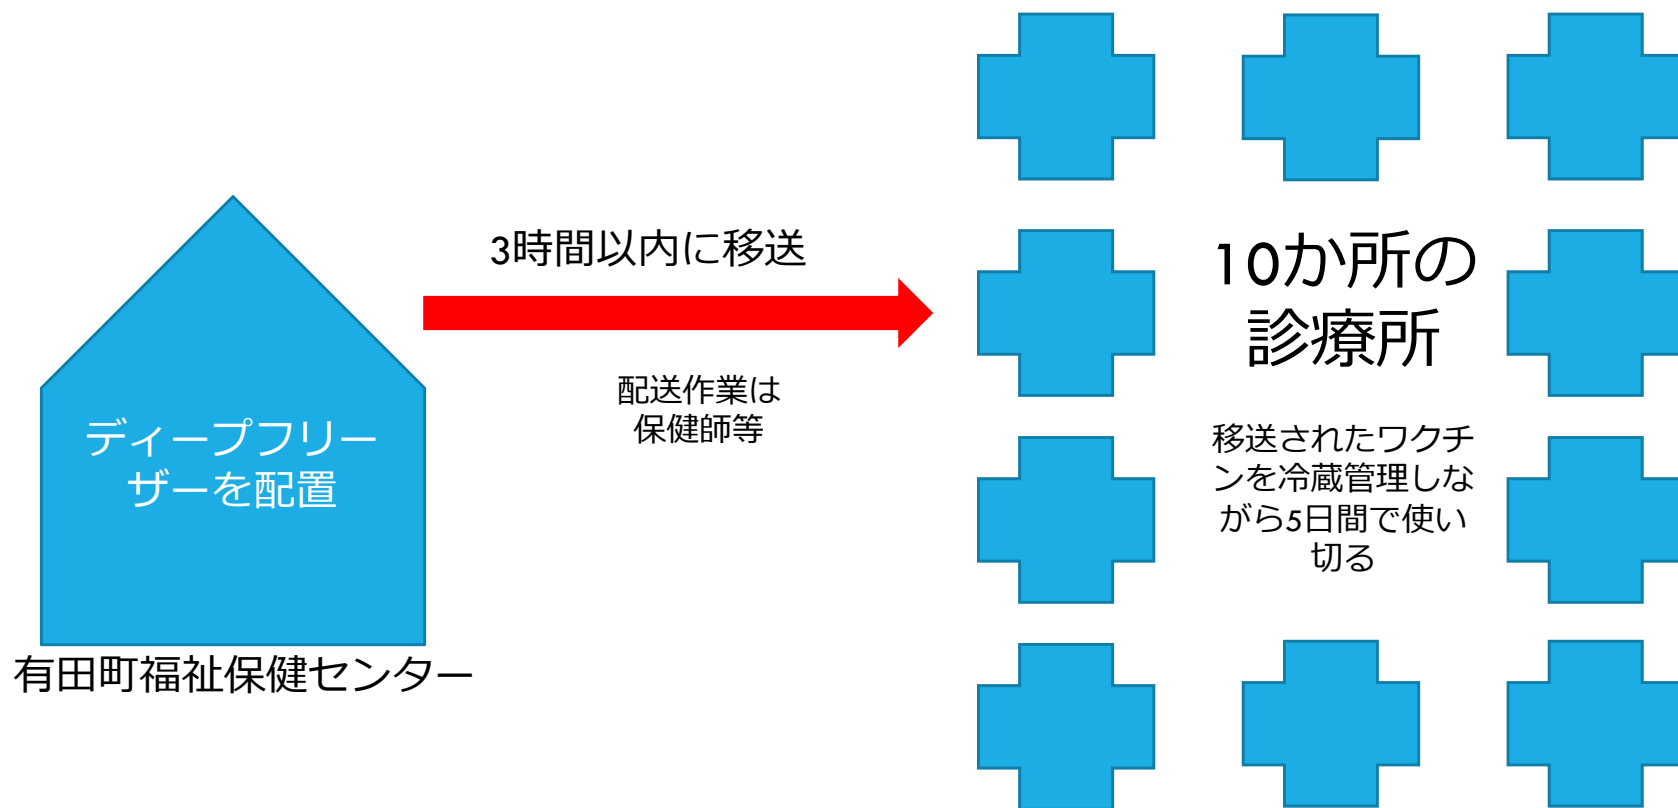 ディープフリー
ザーを配置
有田町福祉保健センター
3時間以内に移送
配送作業は
保健師等
10か所の
診療所
移送されたワクチ
ンを冷蔵管理しな
がら5日間で使い
切る